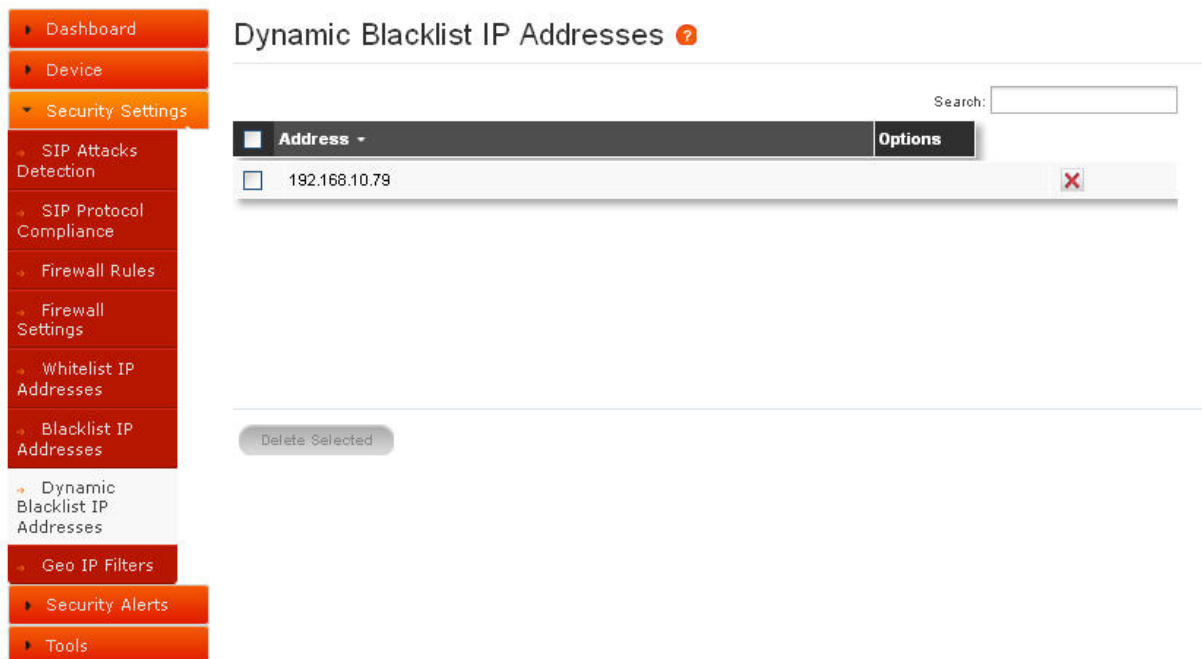 Dashboard
Device
Security Settings
SIP Attacks
Detection
SIP Protocol
Compliance
Firewall Rules
Firewall
Settings
Whitelist IP
Addresses
Blacklist IP
Addresses
Dynamic
Blacklist IP
Addresses
Geo IP Filters
Security Alerts
Tools
Dynamic Blacklist IP Addresses ?
Search:
Address
Options
192.168.10.79
Delete Selected